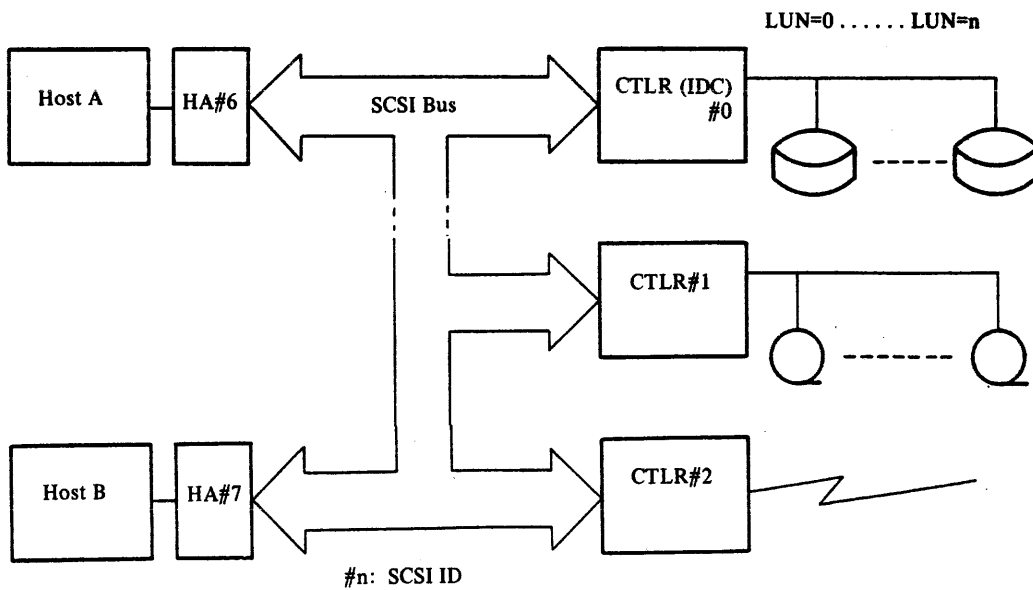 LUN=0 . . . . . . LUN=n
Host A
HA#6
SCSI Bus
CTLR (IDC)
#0
CTLR#1
Host B
HA#7
CTLR#2
#n: SCSI ID